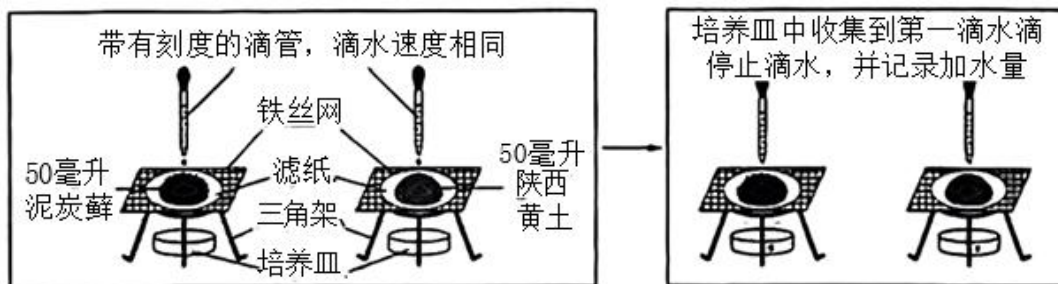 带有刻度的滴管，滴水速度相同
铁丝网
50毫升
泥炭藓
滤纸
50毫升
陕西
黄土
三角架
培养皿
培养皿中收集到第一滴水滴
停止滴水，并记录加水量